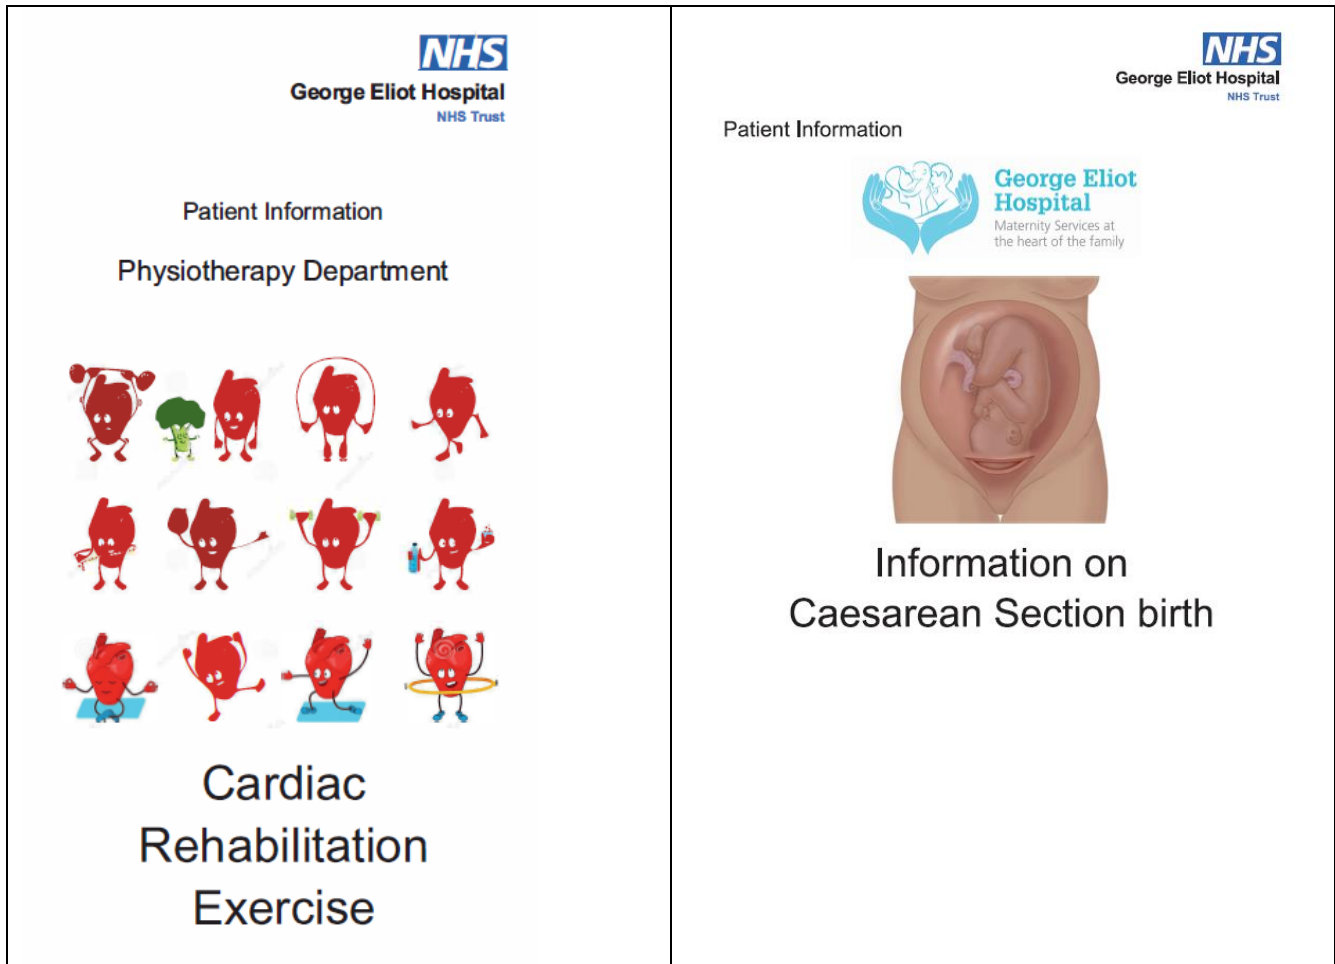 NHS
George Eliot Hospital
NHS Trust
Patient Information
Physiotherapy Department
Cardiac
Rehabilitation
Exercise
NHS
George Eliot Hospital
NHS Trust
Patient Information
George Eliot
Hospital
Maternity Services at
the heart of the family
Information on
Caesarean Section birth